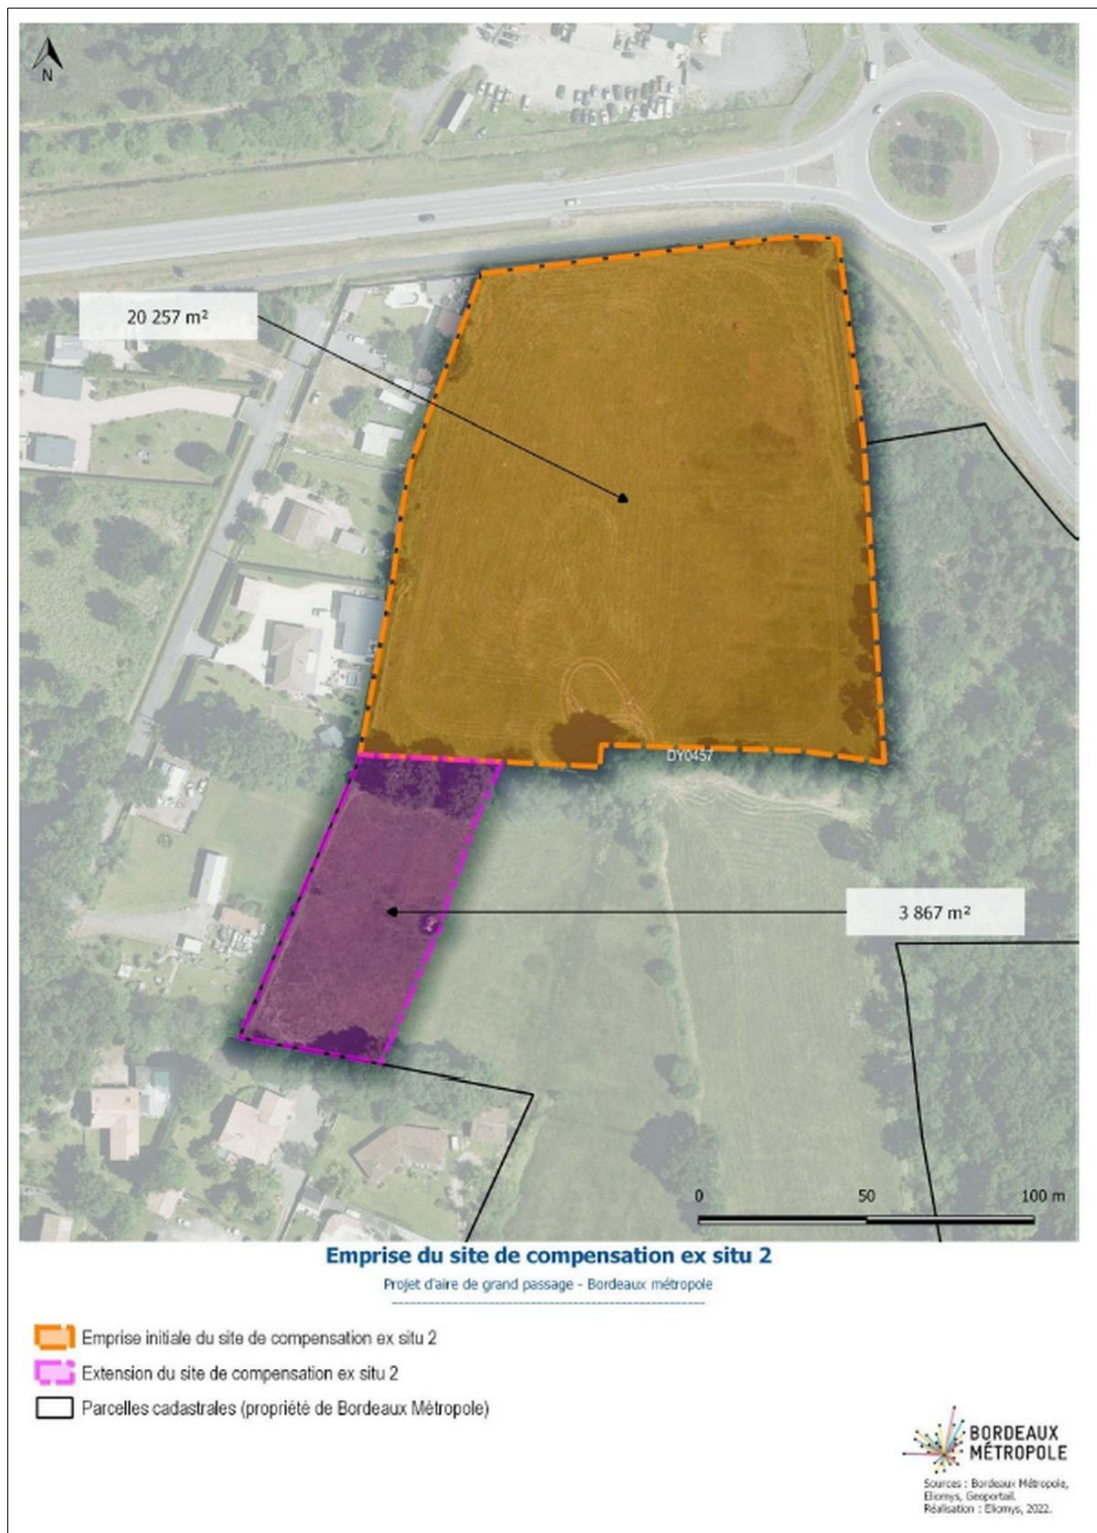 N
20 257 m²
DY0457
3 867 m²
0 50 100 m
Emprise du site de compensation ex situ 2
Projet d'aire de grand passage - Bordeaux métropole
Emprise initiale du site de compensation ex situ 2
Extension du site de compensation ex situ 2
Parcelles cadastrales (propriété de Bordeaux Métropole)
BORDEAUX
MÉTROPOLE
Sources : Bordeaux Métropole,
Eliomys, Geoportail.
Réalisation : Eliomys, 2022.